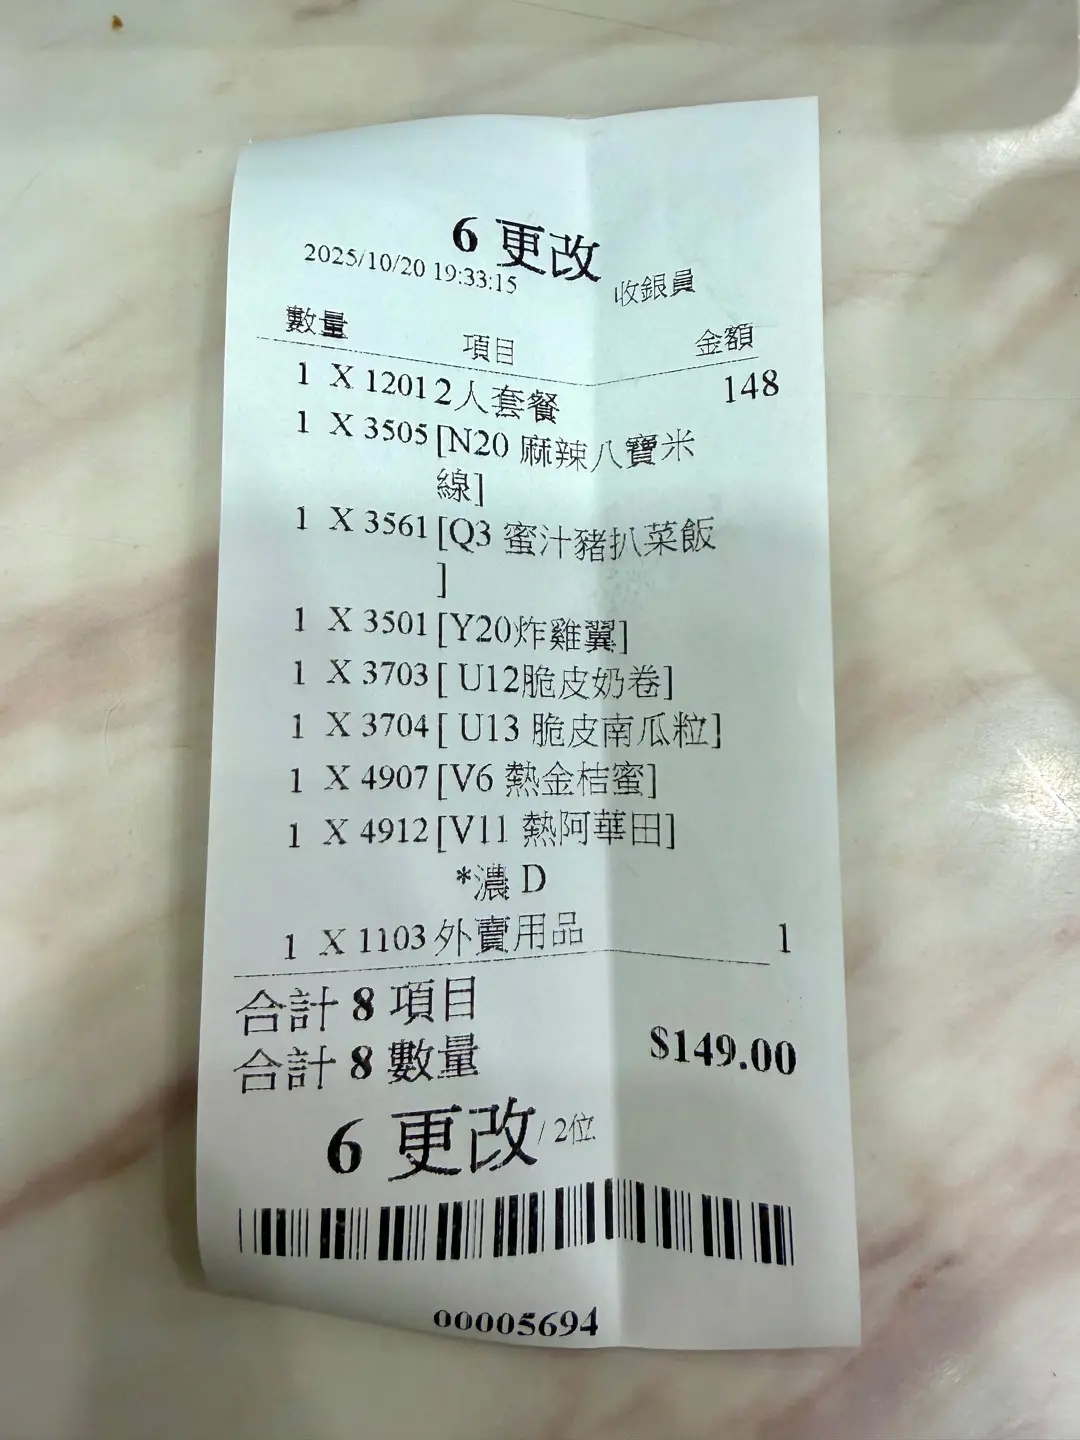 6 更改
2025/10/20 19:33:15 收銀員
數量 項目 金額
1 X 1201 2人套餐 148
1 X 3505 [N20 麻辣八寶米
線]
1 X 3561 [Q3 蜜汁豬扒菜飯
]
1 X 3501 [Y20炸雞翼]
1 X 3703 [ U12脆皮奶卷]
1 X 3704 [ U13 脆皮南瓜粒]
1 X 4907 [V6 熱金桔蜜]
1 X 4912 [V11 熱阿華田]
*濃 D
1 X 1103 外賣用品 1
合計 8 項目
合計 8 數量 $149.00
6 更改 / 2位
00005694